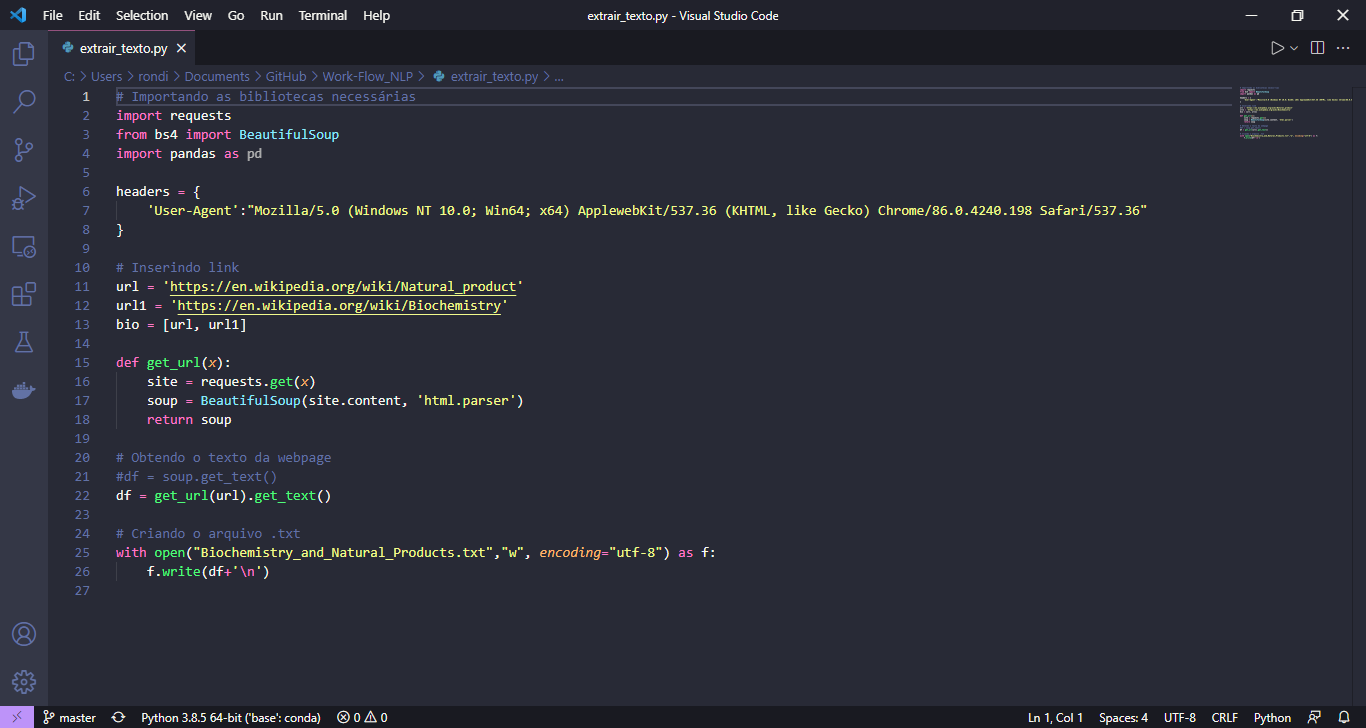 File Edit Selection View Go Run Terminal Help extrair_texto.py - Visual Studio Code
extrair_texto.py
C: > Users > rondi > Documents > GitHub > Work-Flow_NLP > extrair_texto.py > ...
1 # Importando as bibliotecas necessárias
2 import requests
3 from bs4 import BeautifulSoup
4 import pandas as pd
5
6 headers = {
7 'User-Agent':"Mozilla/5.0 (Windows NT 10.0; Win64; x64) ApplewebKit/537.36 (KHTML, like Gecko) Chrome/86.0.4240.198 Safari/537.36"
8 }
9
10 # Inserindo link
11 url = 'https://en.wikipedia.org/wiki/Natural_product'
12 url1 = 'https://en.wikipedia.org/wiki/Biochemistry'
13 bio = [url, url1]
14
15 def get_url(x):
16 site = requests.get(x)
17 soup = BeautifulSoup(site.content, 'html.parser')
18 return soup
19
20 # Obtendo o texto da webpage
21 #df = soup.get_text()
22 df = get_url(url).get_text()
23
24 # Criando o arquivo .txt
25 with open("Biochemistry_and_Natural_Products.txt","w", encoding="utf-8") as f:
26 f.write(df+'\n')
27
master Python 3.8.5 64-bit ('base': conda) 0 0 Ln 1, Col 1 Spaces: 4 UTF-8 CRLF Python